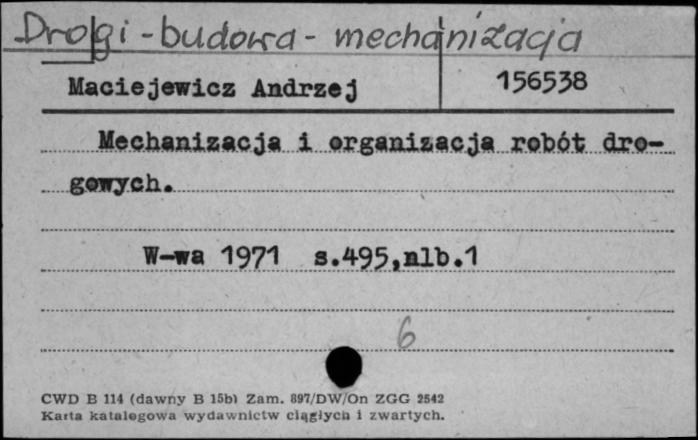 Drogi - budowa - mechanizacja
Maciejewicz Andrzej 156538
Mechanizacja i organizacja robót dro-
gowych.
W-wa 1971 s.495,nlb.1
6
CWD B 114 (dawny B 15b) Zam. 897/DW/On ZGG 2542
Karta katalogowa wydawnictw ciągłych i zwartych.